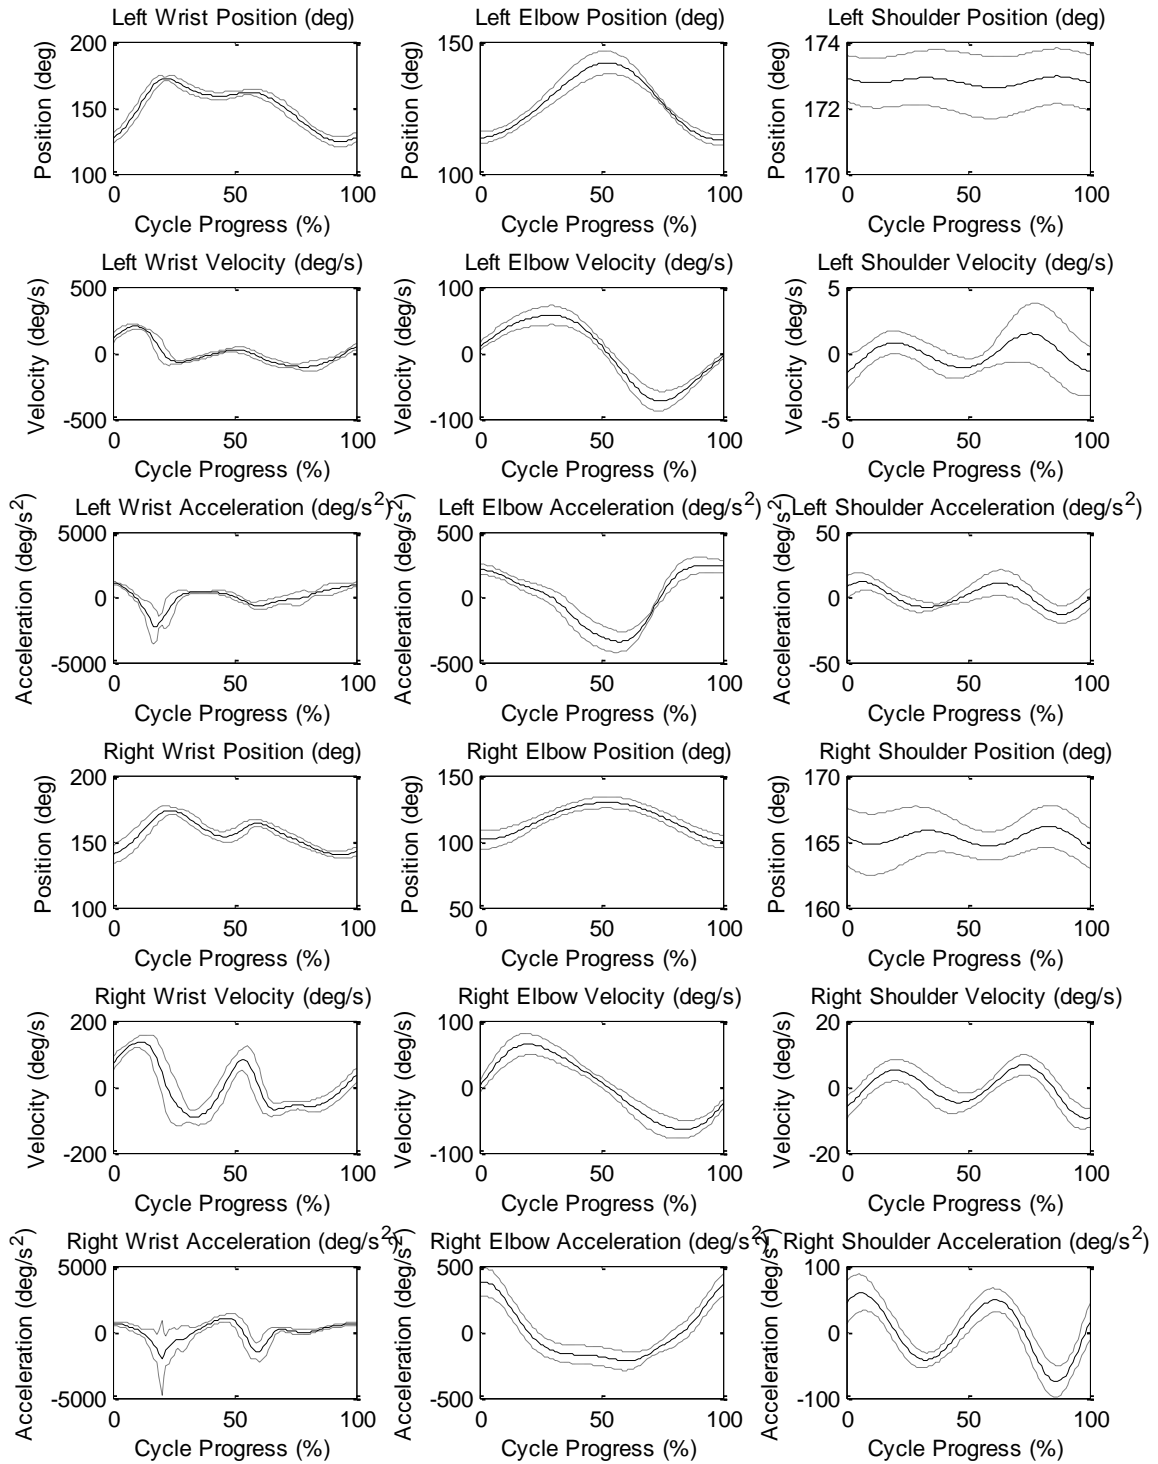 Left Wrist Position (deg)
Left Elbow Position (deg)
Left Shoulder Position (deg)
Position (deg)
200
150
100
0
50
100
Cycle Progress (%)
Position (deg)
150
100
0
50
100
Cycle Progress (%)
Position (deg)
174
172
170
0
50
100
Cycle Progress (%)
Left Wrist Velocity (deg/s)
Left Elbow Velocity (deg/s)
Left Shoulder Velocity (deg/s)
Velocity (deg/s)
500
0
-500
0
50
100
Cycle Progress (%)
Velocity (deg/s)
100
0
-100
0
50
100
Cycle Progress (%)
Velocity (deg/s)
5
0
-5
0
50
100
Cycle Progress (%)
Left Wrist Acceleration (deg/s²)
Left Elbow Acceleration (deg/s²)
Left Shoulder Acceleration (deg/s²)
Acceleration (deg/s²)
5000
0
-5000
0
50
100
Cycle Progress (%)
Acceleration (deg/s²)
500
0
-500
0
50
100
Cycle Progress (%)
Acceleration (deg/s²)
50
0
-50
0
50
100
Cycle Progress (%)
Right Wrist Position (deg)
Right Elbow Position (deg)
Right Shoulder Position (deg)
Position (deg)
200
150
100
0
50
100
Cycle Progress (%)
Position (deg)
150
100
50
0
50
100
Cycle Progress (%)
Position (deg)
170
165
160
0
50
100
Cycle Progress (%)
Right Wrist Velocity (deg/s)
Right Elbow Velocity (deg/s)
Right Shoulder Velocity (deg/s)
Velocity (deg/s)
200
0
-200
0
50
100
Cycle Progress (%)
Velocity (deg/s)
100
0
-100
0
50
100
Cycle Progress (%)
Velocity (deg/s)
20
0
-20
0
50
100
Cycle Progress (%)
Right Wrist Acceleration (deg/s²)
Right Elbow Acceleration (deg/s²)
Right Shoulder Acceleration (deg/s²)
Acceleration (deg/s²)
5000
0
-5000
0
50
100
Cycle Progress (%)
Acceleration (deg/s²)
500
0
-500
0
50
100
Cycle Progress (%)
Acceleration (deg/s²)
100
0
-100
0
50
100
Cycle Progress (%)